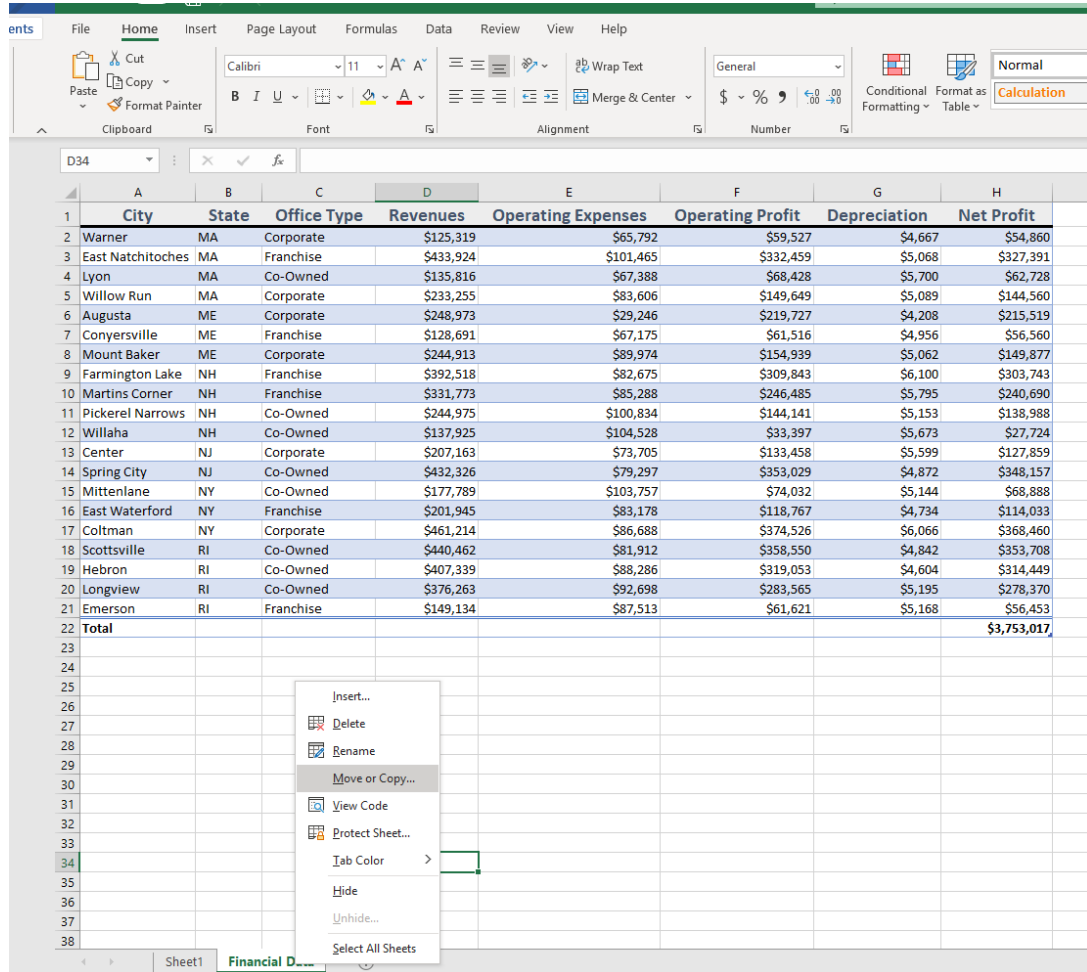 ents File Home Insert Page Layout Formulas Data Review View Help
Cut
Copy
Paste
Format Painter
Calibri 11 A A
Wrap Text
General
Normal
Conditional Format as
Formatting Table
Calculation
B I U A
Merge & Center
$ % 9 .00 .00
Clipboard Font Alignment Number
D34 fx
A B C D E F G H
1 City State Office Type Revenues Operating Expenses Operating Profit Depreciation Net Profit
2 Warner MA Corporate $125,319 $65,792 $59,527 $4,667 $54,860
3 East Natchitoches MA Franchise $433,924 $101,465 $332,459 $5,068 $327,391
4 Lyon MA Co-Owned $135,816 $67,388 $68,428 $5,700 $62,728
5 Willow Run MA Corporate $233,255 $83,606 $149,649 $5,089 $144,560
6 Augusta ME Corporate $248,973 $29,246 $219,727 $4,208 $215,519
7 Conyersville ME Franchise $128,691 $67,175 $61,516 $4,956 $56,560
8 Mount Baker ME Corporate $244,913 $89,974 $154,939 $5,062 $149,877
9 Farmington Lake NH Franchise $392,518 $82,675 $309,843 $6,100 $303,743
10 Martins Corner NH Franchise $331,773 $85,288 $246,485 $5,795 $240,690
11 Pickerel Narrows NH Co-Owned $244,975 $100,834 $144,141 $5,153 $138,988
12 Willaha NH Co-Owned $137,925 $104,528 $33,397 $5,673 $27,724
13 Center NJ Corporate $207,163 $73,705 $133,458 $5,599 $127,859
14 Spring City NJ Co-Owned $432,326 $79,297 $353,029 $4,872 $348,157
15 Mittenlane NY Co-Owned $177,789 $103,757 $74,032 $5,144 $68,888
16 East Waterford NY Franchise $201,945 $83,178 $118,767 $4,734 $114,033
17 Coltman NY Corporate $461,214 $86,688 $374,526 $6,066 $368,460
18 Scottsville RI Co-Owned $440,462 $81,912 $358,550 $4,842 $353,708
19 Hebron RI Co-Owned $407,339 $88,286 $319,053 $4,604 $314,449
20 Longview RI Co-Owned $376,263 $92,698 $283,565 $5,195 $278,370
21 Emerson RI Franchise $149,134 $87,513 $61,621 $5,168 $56,453
22 Total $3,753,017
23
24
25
26
27
28
29
30
31
32
33
34
35
36
37
38
Insert...
Delete
Rename
Move or Copy...
View Code
Protect Sheet...
Tab Color
Hide
Unhide...
Select All Sheets
Sheet1 Financial